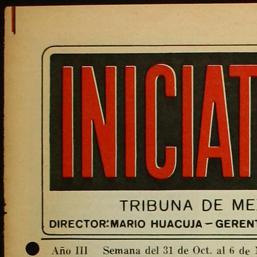 INICIAT
TRIBUNA DE ME
DIRECTOR:MARIO HUACUJA – GERENT
Año III Semana del 31 de Oct. al 6 de